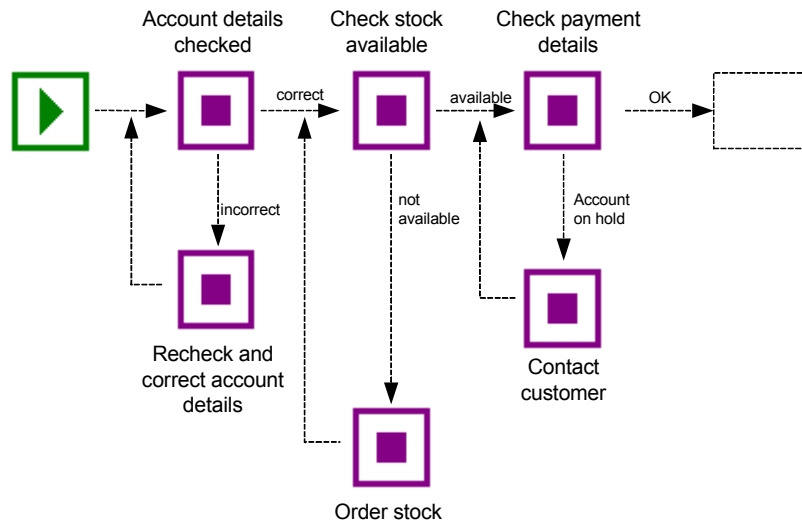 Account details
checked
Check stock
available
Check payment
details
correct
available
OK
incorrect
not
available
Account
on hold
Recheck and
correct account
details
Contact
customer
Order stock